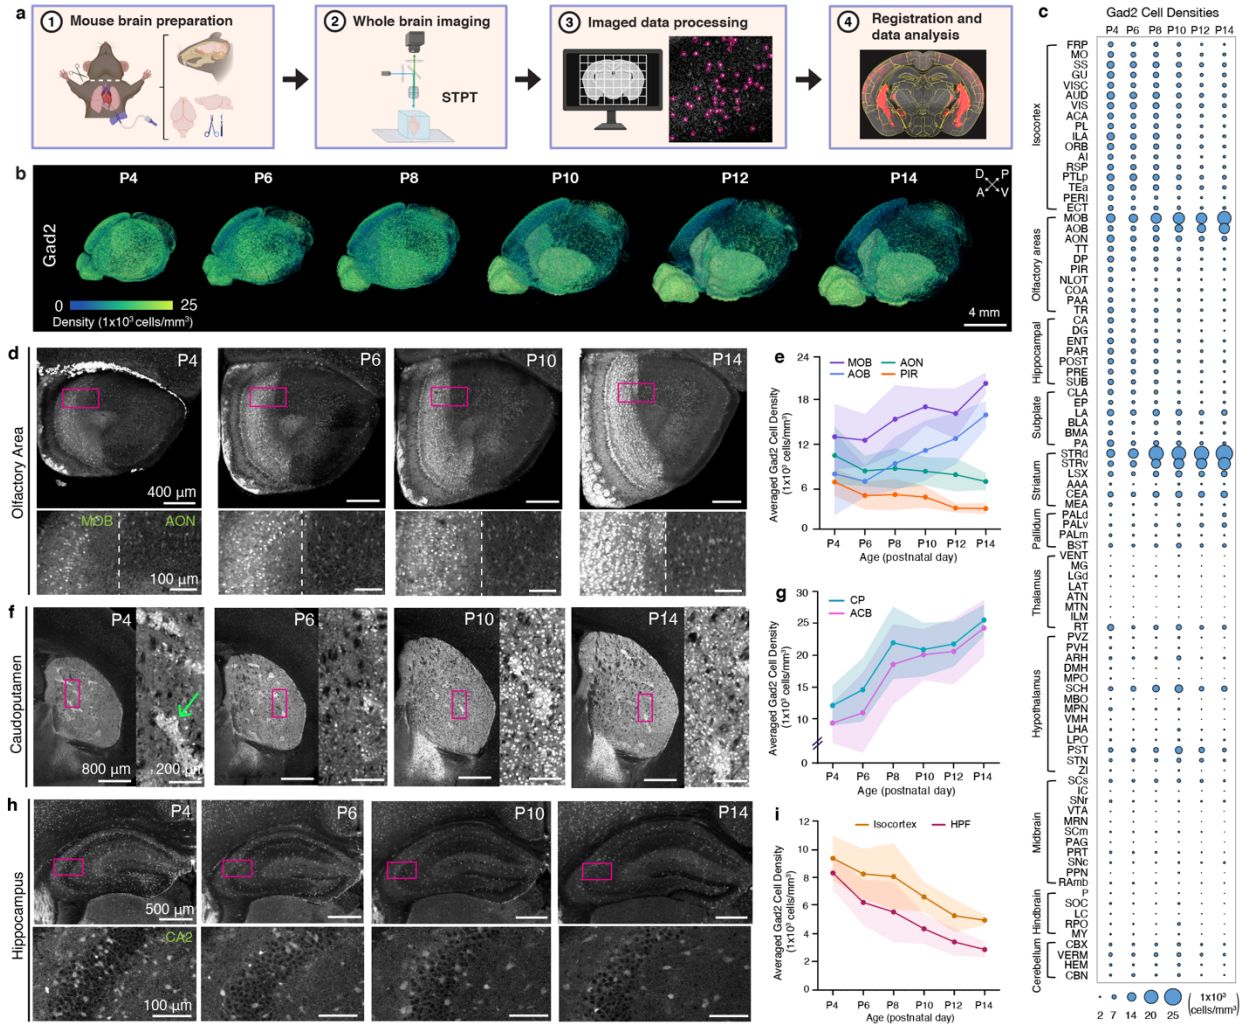 a
1 Mouse brain preparation
2 Whole brain imaging
STPT
3 Imaged data processing
4 Registration and
data analysis
b
P4 P6 P8 P10 P12 P14
D P
A V
Gad2
0 25
Density (1x10³ cells/mm³)
4 mm
c
Gad2 Cell Densities
P4 P6 P8 P10 P12 P14
Isocortex
FRP
MO
SS
GU
VISC
AUD
VIS
ACA
PL
ILA
ORB
AI
RSP
PTLp
TEa
PERI
ECT
Olfactory areas
MOB
AOB
AON
TT
DP
PIR
NLOT
COA
PAA
TR
Hippocampal
CA
DG
ENT
PAR
POST
PRE
SUB
Subplate
CLA
EP
LA
BLA
BMA
PA
Striatum
STRd
STRv
LSX
AAA
CEA
MEA
Pallidum
PALd
PALv
PALm
BST
Thalamus
VENT
MG
LGd
LAT
ATN
MTN
ILM
RT
Hypothalamus
PVZ
PVH
ARH
DMH
MPO
SCH
MBO
MPN
VMH
LHA
LPO
PST
STN
ZI
Midbrain
SCs
IC
SNr
VTA
MRN
SCm
PAG
PRT
SNc
PPN
RAmb
Hindbrain
P
SOC
LC
RPO
MY
Cerebellum
CBX
VERM
HEM
CBN
2 7 14 20 25
(1x10³
cells/mm³)
d
Olfactory Area
P4 P6 P10 P14
400 µm
MOB AON
100 µm
e
Averaged Gad2 Cell Density
(1x10³ cells/mm³)
24
18
12
6
0
MOB AON
AOB PIR
P4 P6 P8 P10 P12 P14
Age (postnatal day)
f
Caudoputamen
P4 P6 P10 P14
800 µm
200 µm
g
Averaged Gad2 Cell Density
(1x10³ cells/mm³)
30
25
20
15
10
0
CP
ACB
P4 P6 P8 P10 P12 P14
Age (postnatal day)
h
Hippocampus
P4 P6 P10 P14
500 µm
CA2
100 µm
i
Averaged Gad2 Cell Density
(1x10³ cells/mm³)
12
10
8
6
4
2
0
Isocortex HPF
P4 P6 P8 P10 P12 P14
Age (postnatal day)